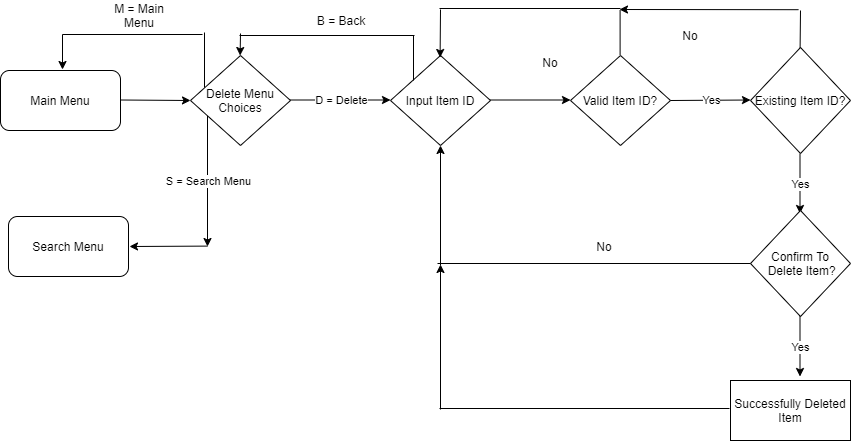 M = Main
Menu
B = Back
No
No
Main Menu
Delete Menu
Choices
D = Delete
Input Item ID
Valid Item ID?
Yes
Existing Item ID?
S = Search Menu
Yes
Search Menu
No
Confirm To
Delete Item?
Yes
Successfully Deleted
Item